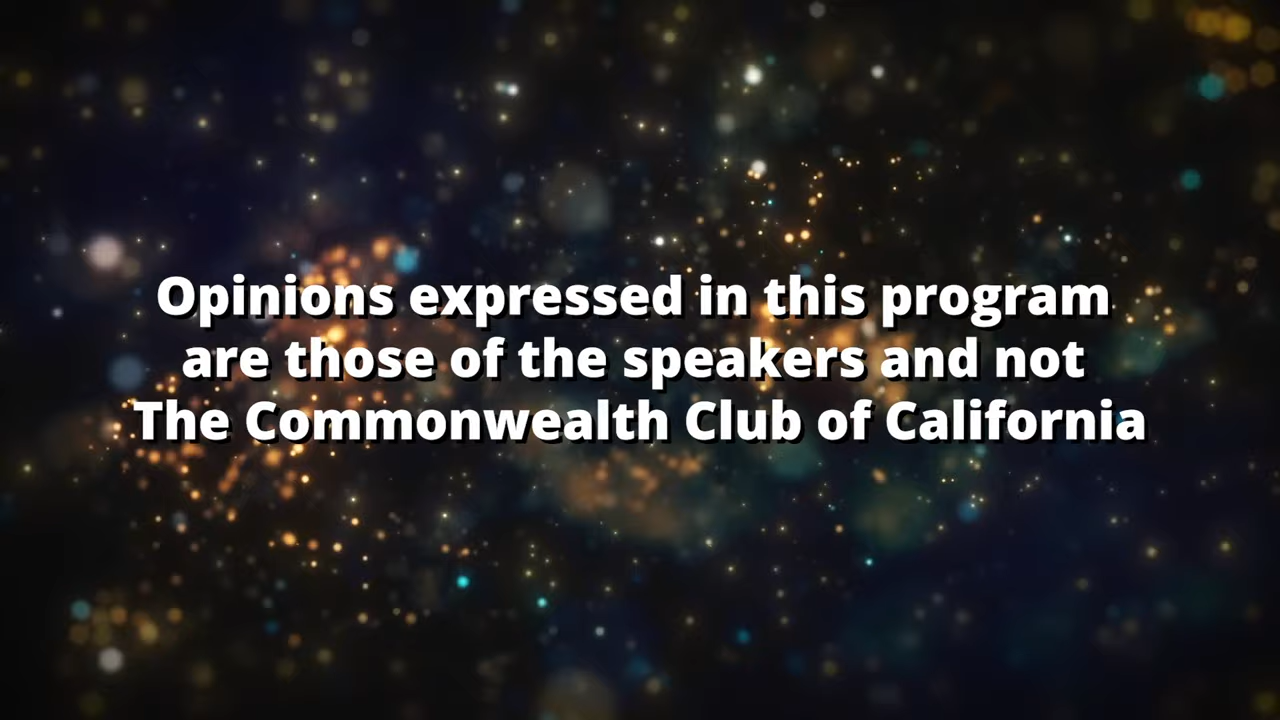 Opinions expressed in this program
are those of the speakers and not
The Commonwealth Club of California